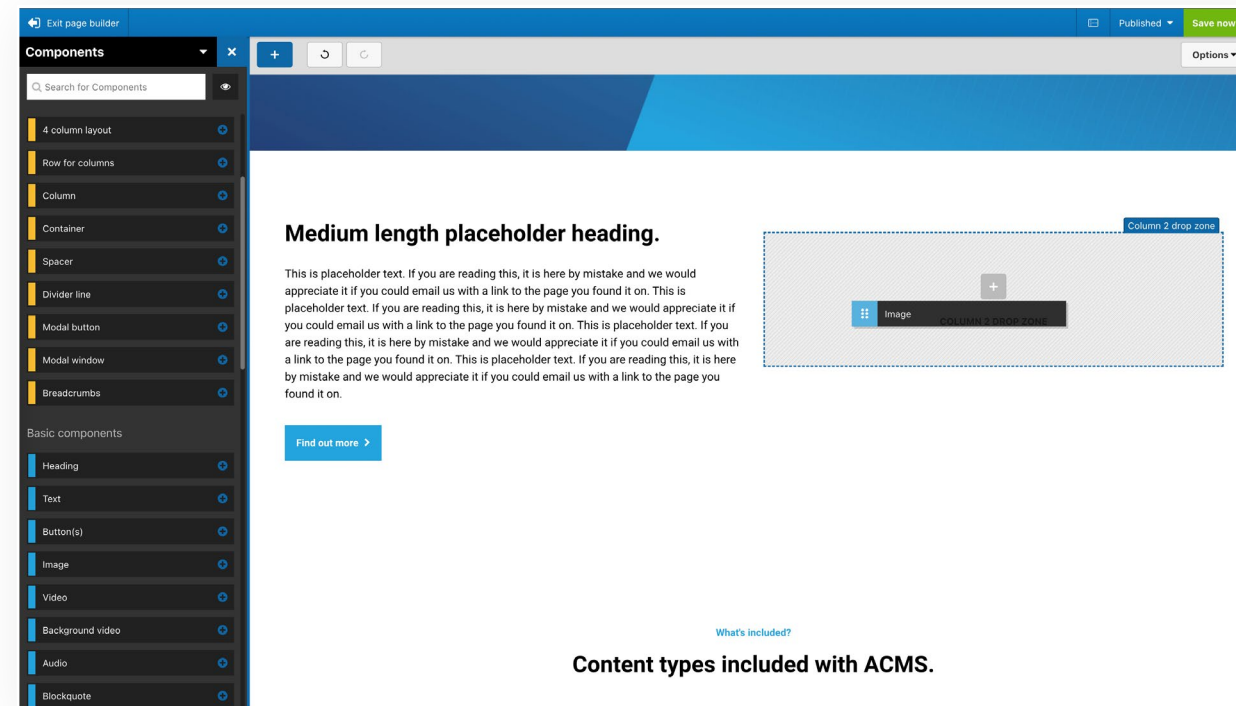 Exit page builder
Published
Save now
Components
Options
Search for Components
4 column layout
Row for columns
Column
Container
Spacer
Divider line
Modal button
Modal window
Breadcrumbs
Basic components
Heading
Text
Button(s)
Image
Video
Background video
Audio
Blockquote
Medium length placeholder heading.
This is placeholder text. If you are reading this, it is here by mistake and we would
appreciate it if you could email us with a link to the page you found it on. This is
placeholder text. If you are reading this, it is here by mistake and we would appreciate it if
you could email us with a link to the page you found it on. This is placeholder text. If you
are reading this, it is here by mistake and we would appreciate it if you could email us with
a link to the page you found it on. This is placeholder text. If you are reading this, it is here
by mistake and we would appreciate it if you could email us with a link to the page you
found it on.
Find out more
Column 2 drop zone
Image
COLUMN 2 DROP ZONE
What's included?
Content types included with ACMS.